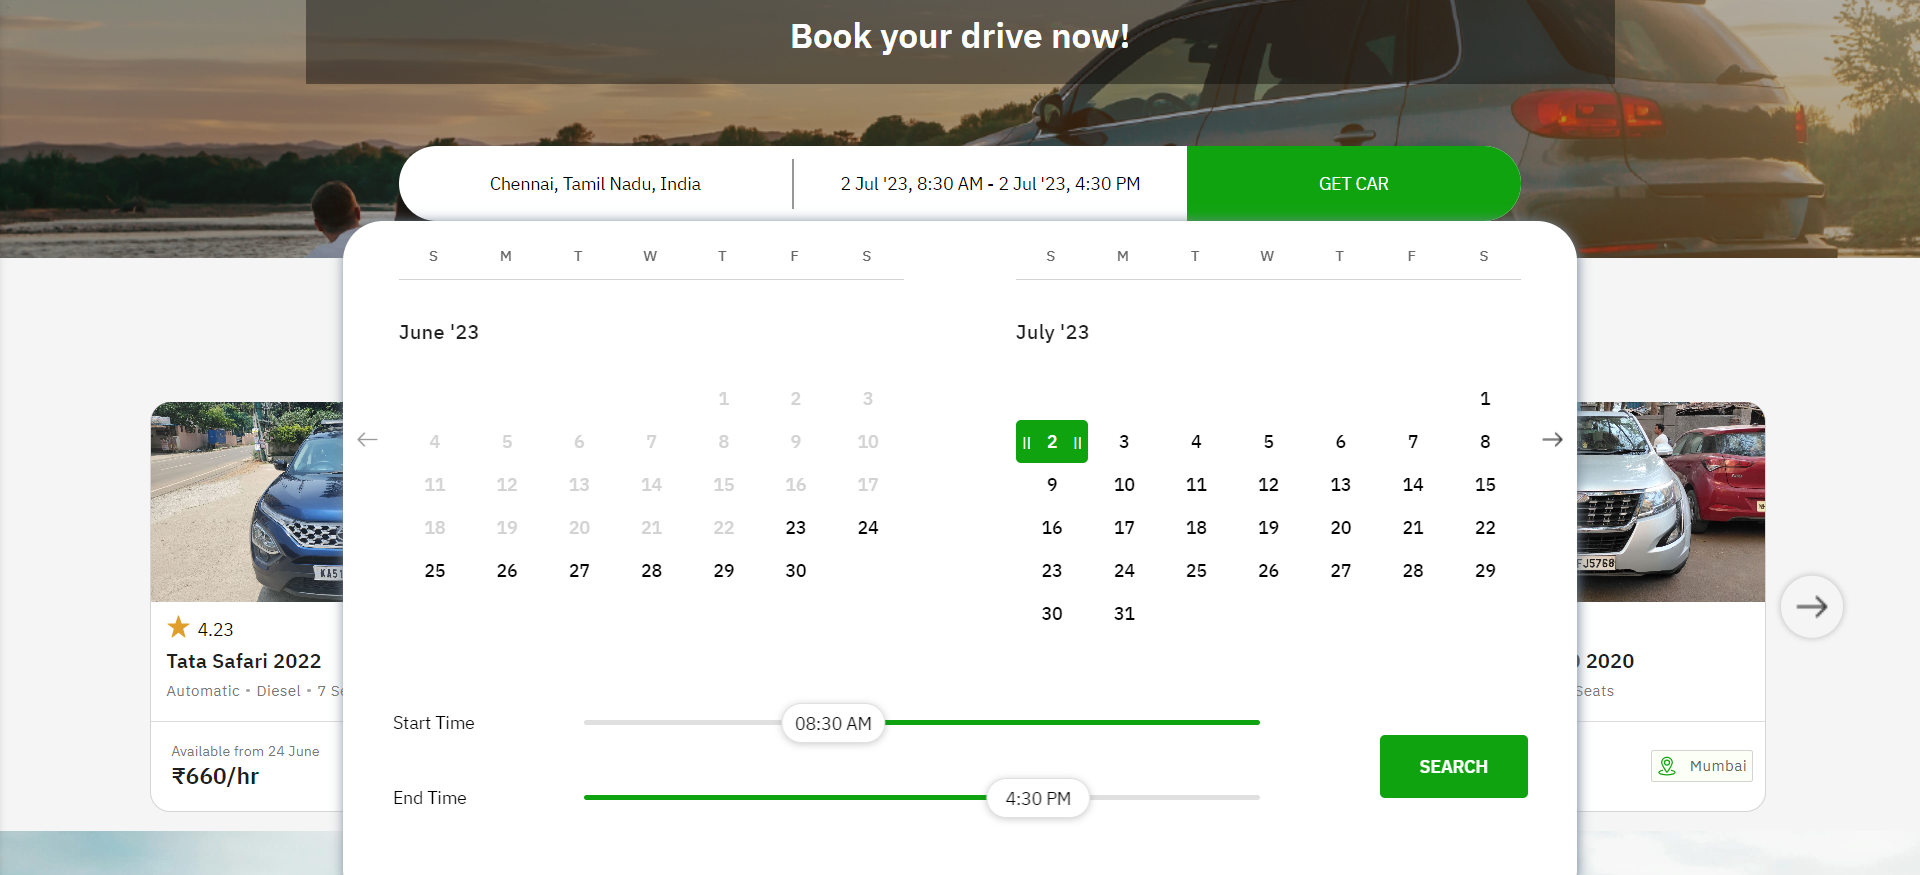 Book your drive now!
Chennai, Tamil Nadu, India
2 Jul '23, 8:30 AM - 2 Jul '23, 4:30 PM
GET CAR
S M T W T F S
June '23
1 2 3
4 5 6 7 8 9 10
11 12 13 14 15 16 17
18 19 20 21 22 23 24
25 26 27 28 29 30
S M T W T F S
July '23
1
2 3 4 5 6 7 8
9 10 11 12 13 14 15
16 17 18 19 20 21 22
23 24 25 26 27 28 29
30 31
Start Time
08:30 AM
End Time
4:30 PM
SEARCH
KA51
4.23
Tata Safari 2022
Automatic • Diesel • 7 Se
Available from 24 June
₹660/hr
FJ5768
2020
Seats
Mumbai